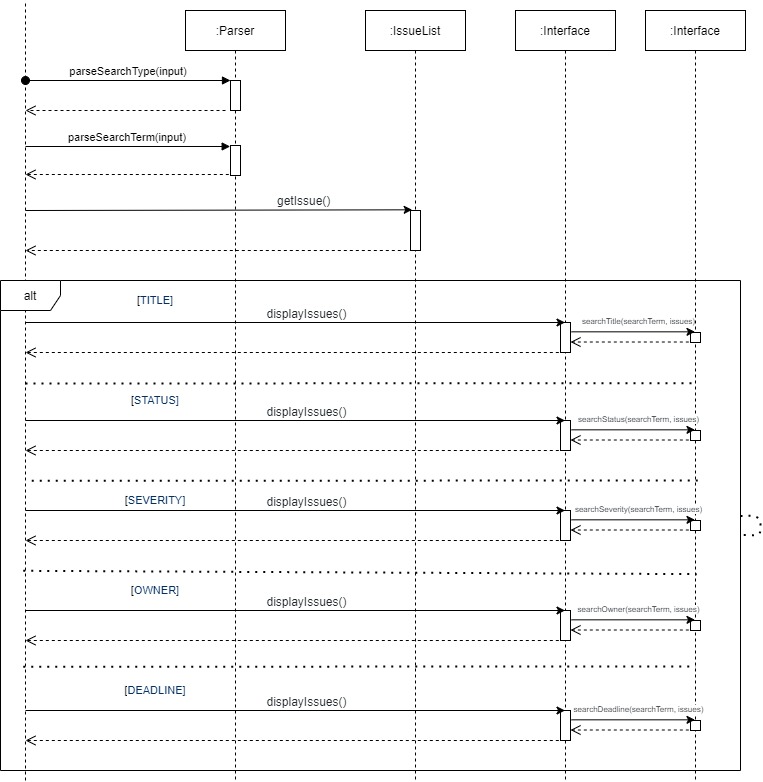 :Parser
:IssueList
:Interface
:Interface
parseSearchType(input)
parseSearchTerm(input)
getIssue()
alt
[TITLE]
displayIssues()
searchTitle(searchTerm, issues)
[STATUS]
displayIssues()
searchStatus(searchTerm, issues)
[SEVERITY]
displayIssues()
searchSeverity(searchTerm, issues)
[OWNER]
displayIssues()
searchOwner(searchTerm, issues)
[DEADLINE]
displayIssues()
searchDeadline(searchTerm, issues)